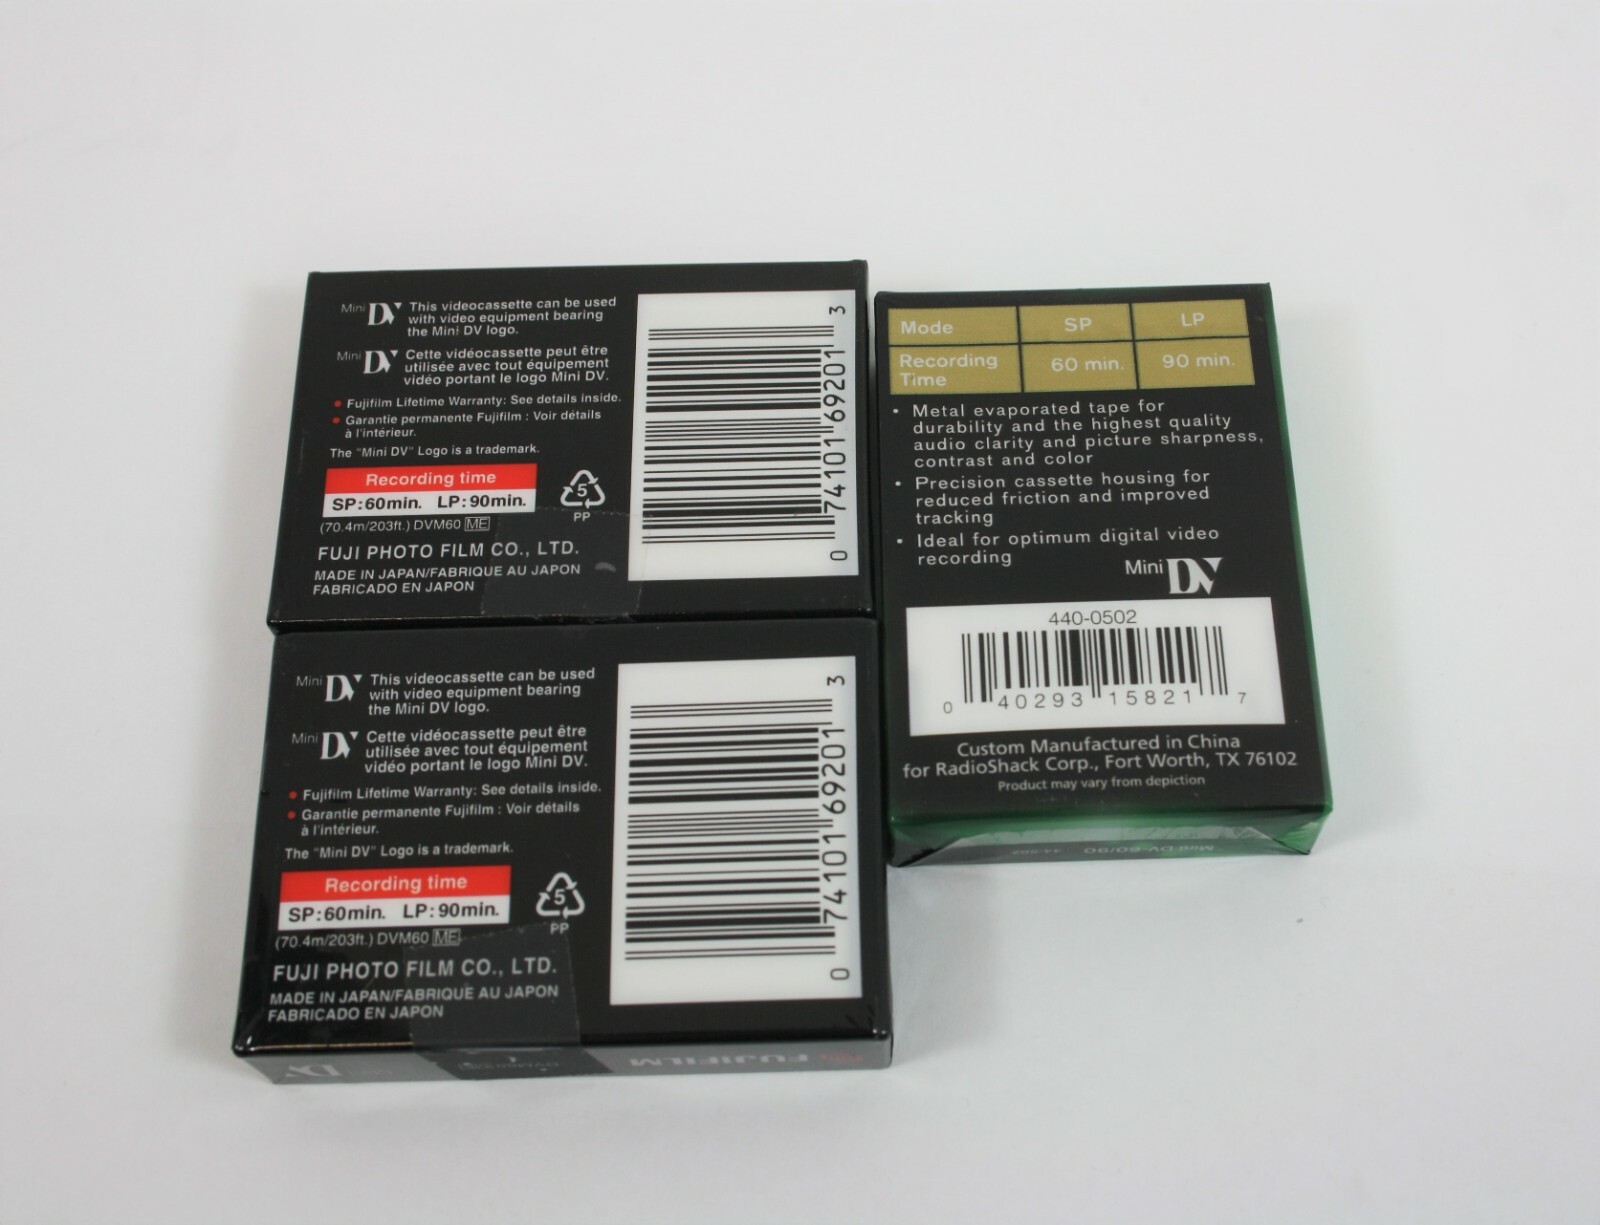 Mini DV This videocassette can be used
with video equipment bearing
the Mini DV logo.
Mini DV Cette vidéocassette peut être
utilisée avec tout équipement
vidéo portant le logo Mini DV.
• Fujifilm Lifetime Warranty: See details inside.
• Garantie permanente Fujifilm : Voir détails
à l'intérieur.
The "Mini DV" Logo is a trademark.
Recording time
SP:60min. LP:90min.
5
PP
(70.4m/203ft.) DVM60 ME
FUJI PHOTO FILM CO., LTD.
MADE IN JAPAN/FABRIQUE AU JAPON
FABRICADO EN JAPON
0 74101 69201 3
Mini DV This videocassette can be used
with video equipment bearing
the Mini DV logo.
Mini DV Cette vidéocassette peut être
utilisée avec tout équipement
vidéo portant le logo Mini DV.
• Fujifilm Lifetime Warranty: See details inside.
• Garantie permanente Fujifilm : Voir détails
à l'intérieur.
The "Mini DV" Logo is a trademark.
Recording time
SP:60min. LP:90min.
5
PP
(70.4m/203ft.) DVM60 ME
FUJI PHOTO FILM CO., LTD.
MADE IN JAPAN/FABRIQUE AU JAPON
FABRICADO EN JAPON
0 74101 69201 3
Mini DV
FUJIFILM
Mode SP LP
Recording Time 60 min. 90 min.
• Metal evaporated tape for
durability and the highest quality
audio clarity and picture sharpness,
contrast and color
• Precision cassette housing for
reduced friction and improved
tracking
• Ideal for optimum digital video
recording
Mini DV
440-0502
0 40293 15821 7
Custom Manufactured in China
for RadioShack Corp., Fort Worth, TX 76102
Product may vary from depiction
Mini DV-60/90